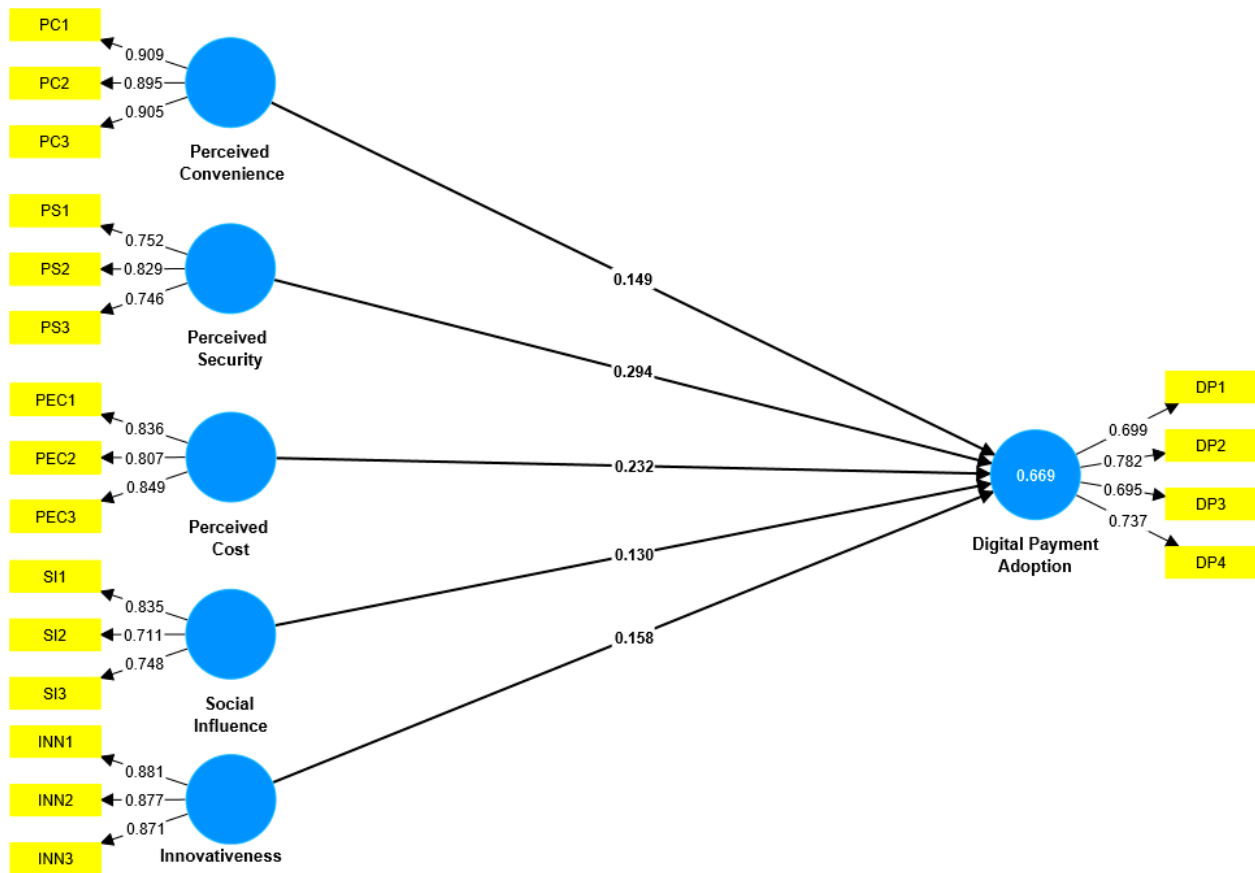 PC1
0.909
PC2
0.895
PC3
0.905
Perceived
Convenience
0.149
PS1
0.752
PS2
0.829
PS3
0.746
Perceived
Security
0.294
PEC1
0.836
PEC2
0.807
PEC3
0.849
Perceived
Cost
0.232
SI1
0.835
SI2
0.711
SI3
0.748
Social
Influence
0.130
INN1
0.881
INN2
0.877
INN3
0.871
Innovativeness
0.158
0.669
Digital Payment
Adoption
DP1
0.699
DP2
0.782
DP3
0.695
DP4
0.737